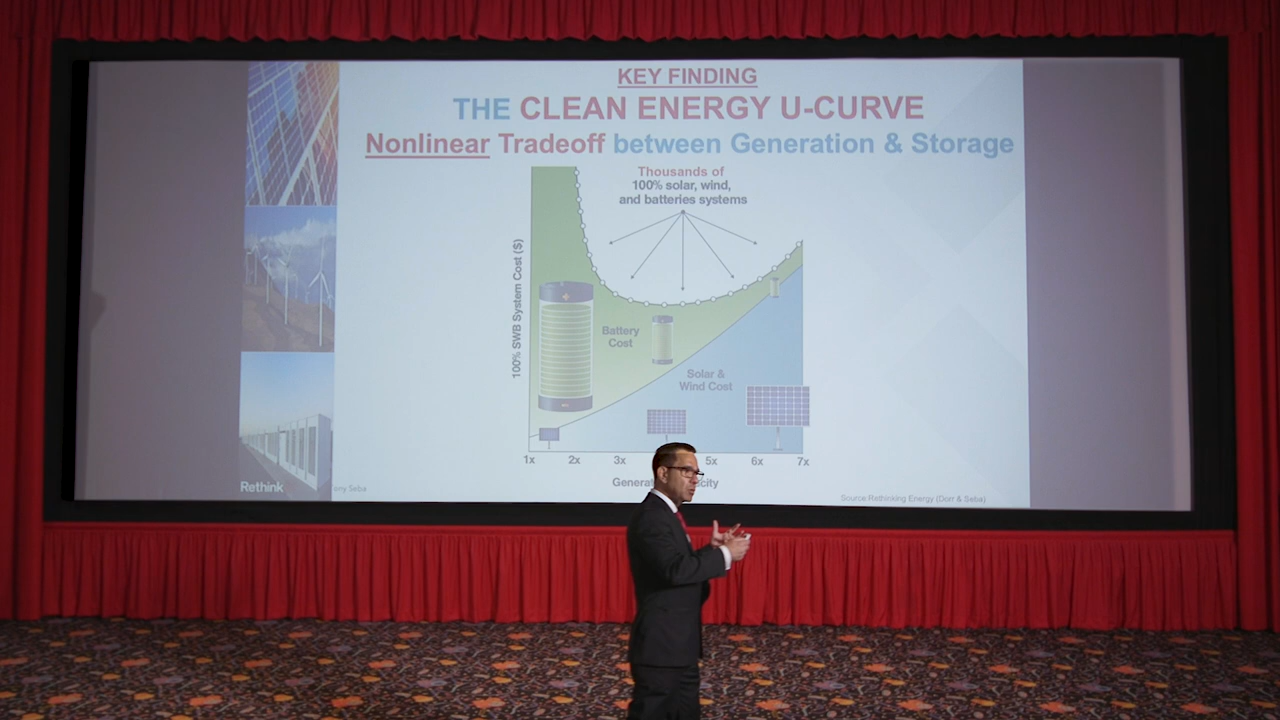 KEY FINDING
THE CLEAN ENERGY U-CURVE
Nonlinear Tradeoff between Generation & Storage
Thousands of
100% solar, wind,
and batteries systems
100% SWB System Cost ($)
Battery
Cost
Solar &
Wind Cost
1x 2x 3x 5x 6x 7x
Rethink
Source Rethinking Energy (Dorr & Seba)